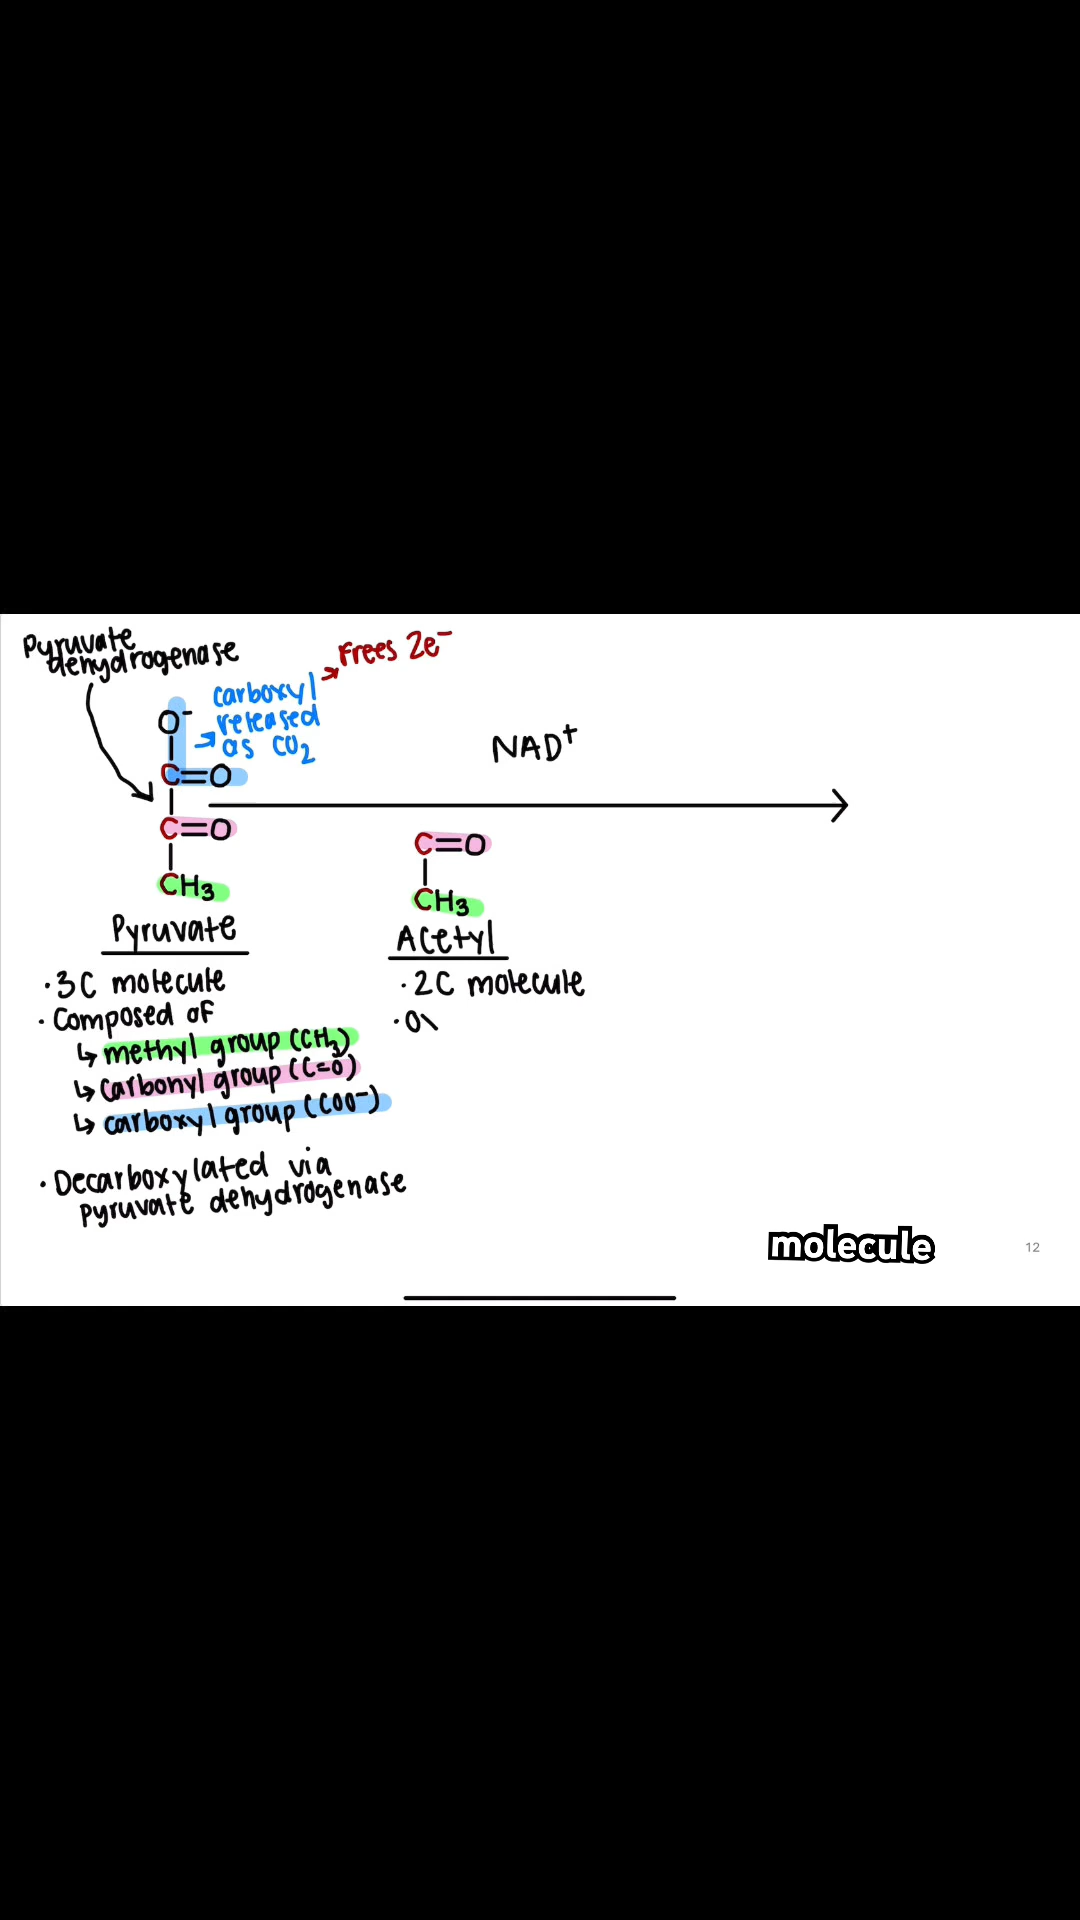 Pyruvate
dehydrogenase
Frees 2e⁻
carboxyl
→ released
as CO₂
O⁻
C=O
C=O
CH₃
NAD⁺
C=O
CH₃
Pyruvate
Acetyl
· 3C molecule
· Composed of
↳ methyl group (CH₃)
↳ carbonyl group (C=O)
↳ carboxyl group (COO⁻)
· Decarboxylated via
pyruvate dehydrogenase
· 2C molecule
molecule
12